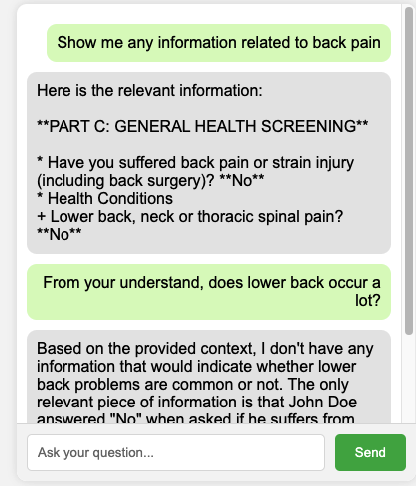 Show me any information related to back pain
Here is the relevant information:
**PART C: GENERAL HEALTH SCREENING**
* Have you suffered back pain or strain injury
(including back surgery)? **No**
* Health Conditions
+ Lower back, neck or thoracic spinal pain?
**No**
From your understand, does lower back occur a
lot?
Based on the provided context, I don't have any
information that would indicate whether lower
back problems are common or not. The only
relevant piece of information is that John Doe
answered "No" when asked if he suffers from
Ask your question...
Send